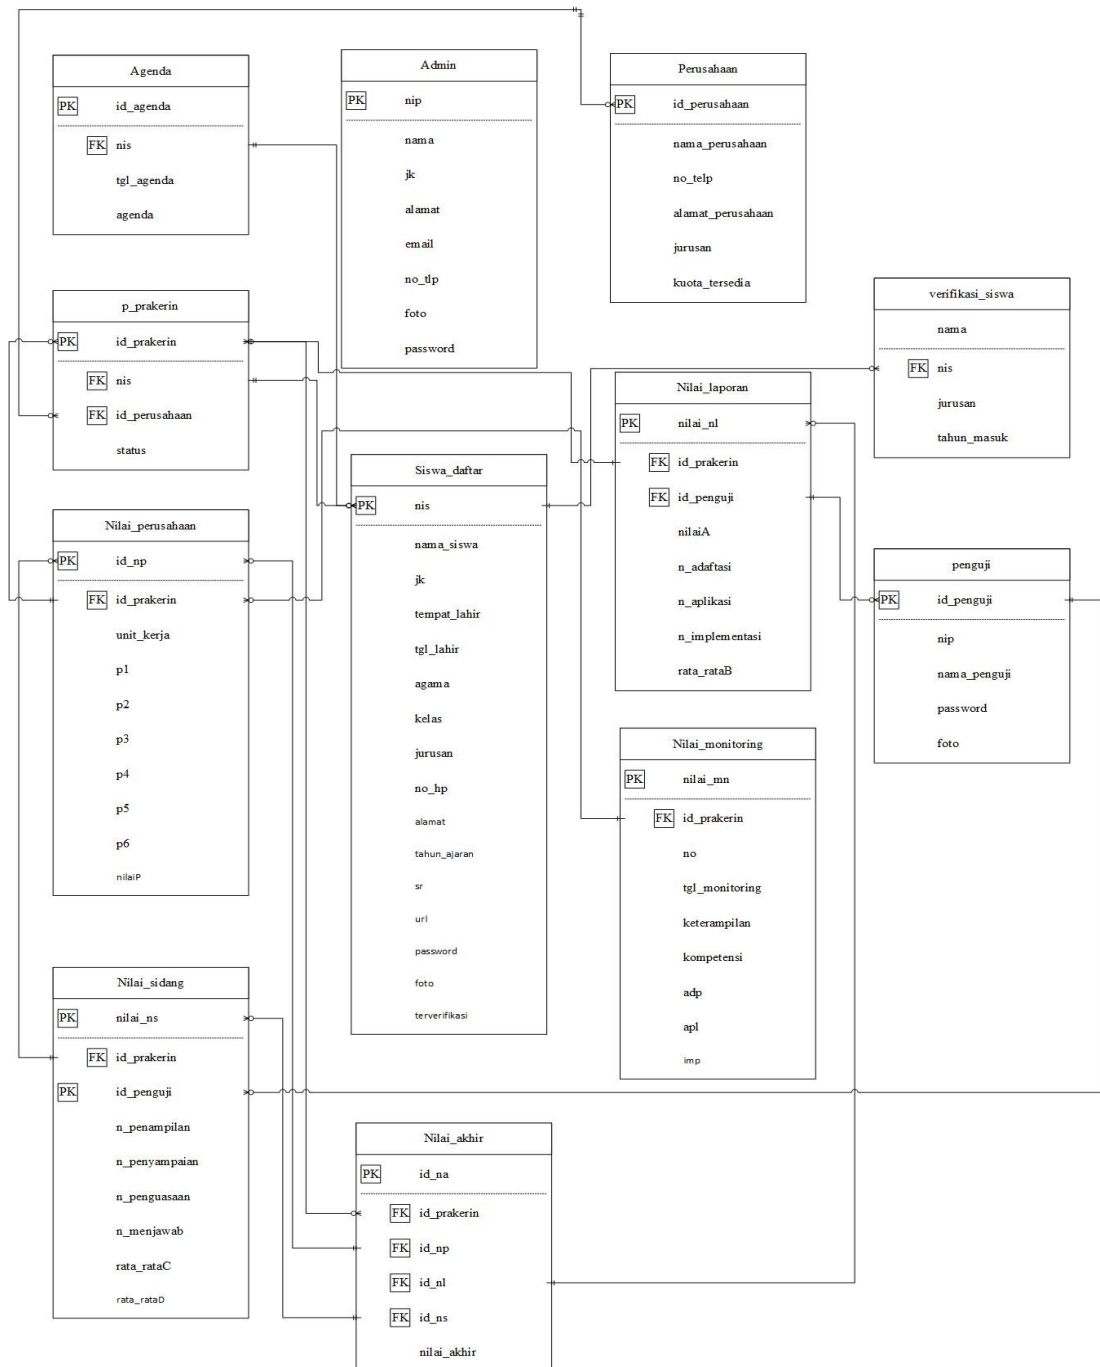 Agenda
PK id_agenda
FK nis
tgl_agenda
agenda
Admin
PK nip
nama
jk
alamat
email
no_tlp
foto
password
Perusahaan
PK id_perusahaan
nama_perusahaan
no_telp
alamat_perusahaan
jurusan
kuota_tersedia
verifikasi_siswa
nama
FK nis
jurusan
tahun_masuk
p_prakerin
PK id_prakerin
FK nis
FK id_perusahaan
status
Nilai_laporan
PK nilai_nl
FK id_prakerin
FK id_penguji
nilaiA
n_adaftasi
n_aplikasi
n_implementasi
rata_rataB
Siswa_daftar
PK nis
nama_siswa
jk
tempat_lahir
tgl_lahir
agama
kelas
jurusan
no_hp
alamat
tahun_ajaran
sr
url
password
foto
terverifikasi
Nilai_perusahaan
PK id_np
FK id_prakerin
unit_kerja
p1
p2
p3
p4
p5
p6
nilaiP
penguji
PK id_penguji
nip
nama_penguji
password
foto
Nilai_monitoring
PK nilai_mn
FK id_prakerin
no
tgl_monitoring
keterampilan
kompetensi
adp
apl
imp
Nilai_sidang
PK nilai_ns
FK id_prakerin
PK id_penguji
n_penampilan
n_penyampaian
n_penguasaan
n_menjawab
rata_rataC
rata_rataD
Nilai_akhir
PK id_na
FK id_prakerin
FK id_np
FK id_nl
FK id_ns
nilai_akhir